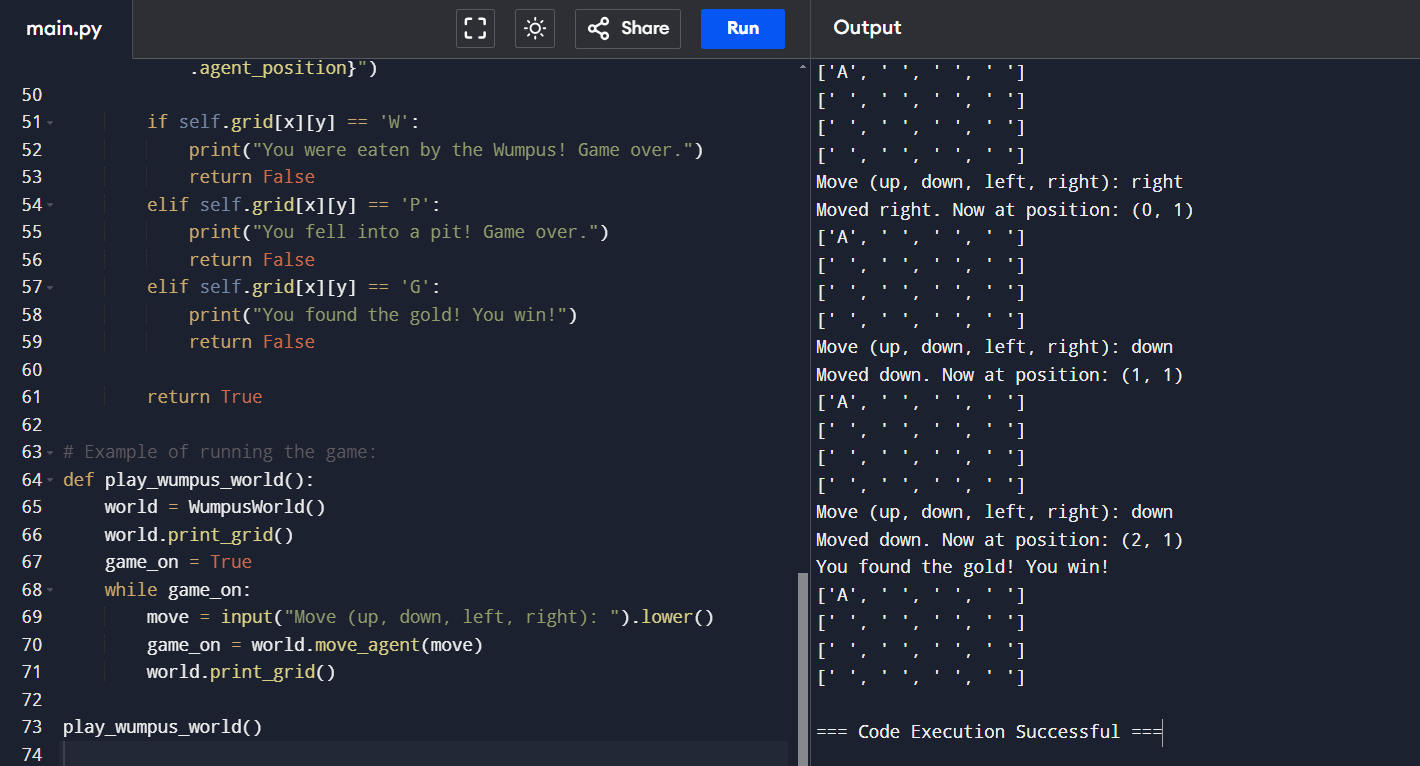 main.py
Share
Run
Output
.agent_position}")
50
51 if self.grid[x][y] == 'W':
52 print("You were eaten by the Wumpus! Game over.")
53 return False
54 elif self.grid[x][y] == 'P':
55 print("You fell into a pit! Game over.")
56 return False
57 elif self.grid[x][y] == 'G':
58 print("You found the gold! You win!")
59 return False
60
61 return True
62
63 # Example of running the game:
64 def play_wumpus_world():
65 world = WumpusWorld()
66 world.print_grid()
67 game_on = True
68 while game_on:
69 move = input("Move (up, down, left, right): ").lower()
70 game_on = world.move_agent(move)
71 world.print_grid()
72
73 play_wumpus_world()
74
['A', ' ', ' ', ' ']
[' ', ' ', ' ', ' ']
[' ', ' ', ' ', ' ']
[' ', ' ', ' ', ' ']
Move (up, down, left, right): right
Moved right. Now at position: (0, 1)
['A', ' ', ' ', ' ']
[' ', ' ', ' ', ' ']
[' ', ' ', ' ', ' ']
[' ', ' ', ' ', ' ']
Move (up, down, left, right): down
Moved down. Now at position: (1, 1)
['A', ' ', ' ', ' ']
[' ', ' ', ' ', ' ']
[' ', ' ', ' ', ' ']
[' ', ' ', ' ', ' ']
Move (up, down, left, right): down
Moved down. Now at position: (2, 1)
You found the gold! You win!
['A', ' ', ' ', ' ']
[' ', ' ', ' ', ' ']
[' ', ' ', ' ', ' ']
[' ', ' ', ' ', ' ']
=== Code Execution Successful ===